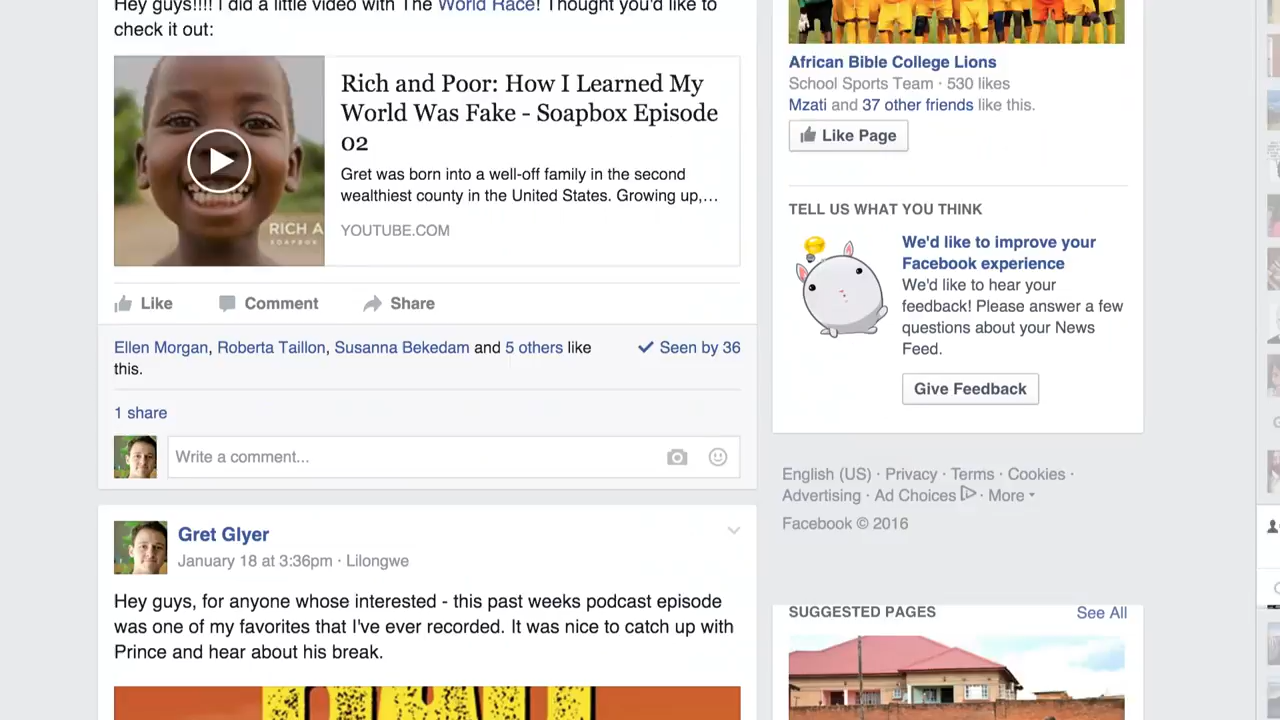 Hey guys!!!! I did a little video with The World Race! Thought you'd like to
check it out:
Rich and Poor: How I Learned My
World Was Fake - Soapbox Episode
02
Gret was born into a well-off family in the second
wealthiest county in the United States. Growing up,...
RICH A
SOAPBOX
YOUTUBE.COM
Like Comment Share
Ellen Morgan, Roberta Taillon, Susanna Bekedam and 5 others like
this.
Seen by 36
1 share
Write a comment...
Gret Glyer
January 18 at 3:36pm · Lilongwe
Hey guys, for anyone whose interested - this past weeks podcast episode
was one of my favorites that I've ever recorded. It was nice to catch up with
Prince and hear about his break.
African Bible College Lions
School Sports Team · 530 likes
Mzati and 37 other friends like this.
Like Page
TELL US WHAT YOU THINK
We'd like to improve your
Facebook experience
We'd like to hear your
feedback! Please answer a few
questions about your News
Feed.
Give Feedback
English (US) · Privacy · Terms · Cookies ·
Advertising · Ad Choices · More
Facebook © 2016
SUGGESTED PAGES See All